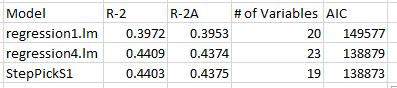 Model R-2 R-2A # of Variables AIC
regression1.lm 0.3972 0.3953 20 149577
regression4.lm 0.4409 0.4374 23 138879
StepPickS1 0.4403 0.4375 19 138873